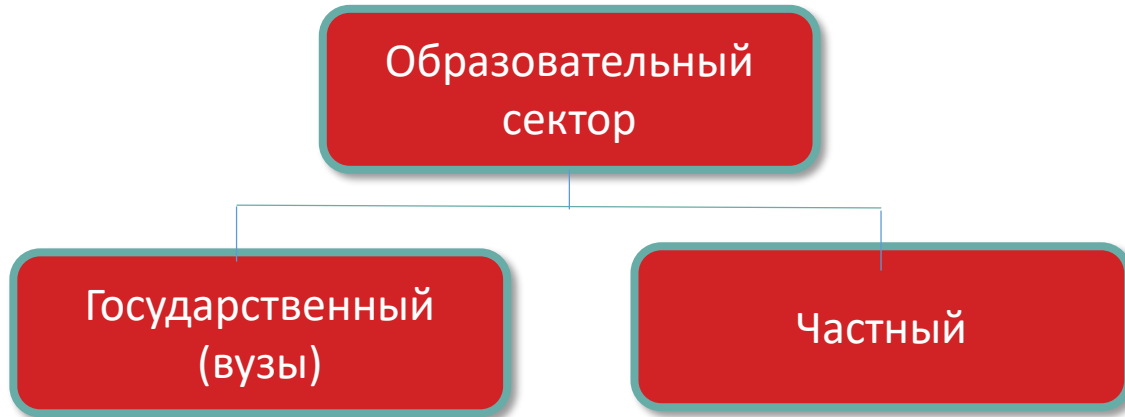 Образовательный
сектор
Государственный
(вузы)
Частный